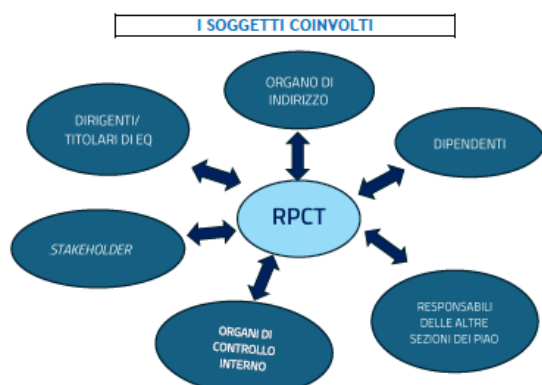 I SOGGETTI COINVOLTI
ORGANO DI
INDIRIZZO
DIRIGENTI/
TITOLARI DI EQ
DIPENDENTI
RPCT
STAKEHOLDER
ORGANI DI
CONTROLLO
INTERNO
RESPONSABILI
DELLE ALTRE
SEZIONI DEI PIAO